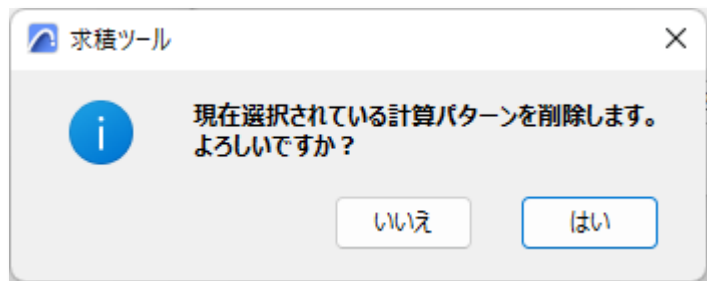 求積ツール
現在選択されている計算パターンを削除します。
よろしいですか？
いいえ
はい